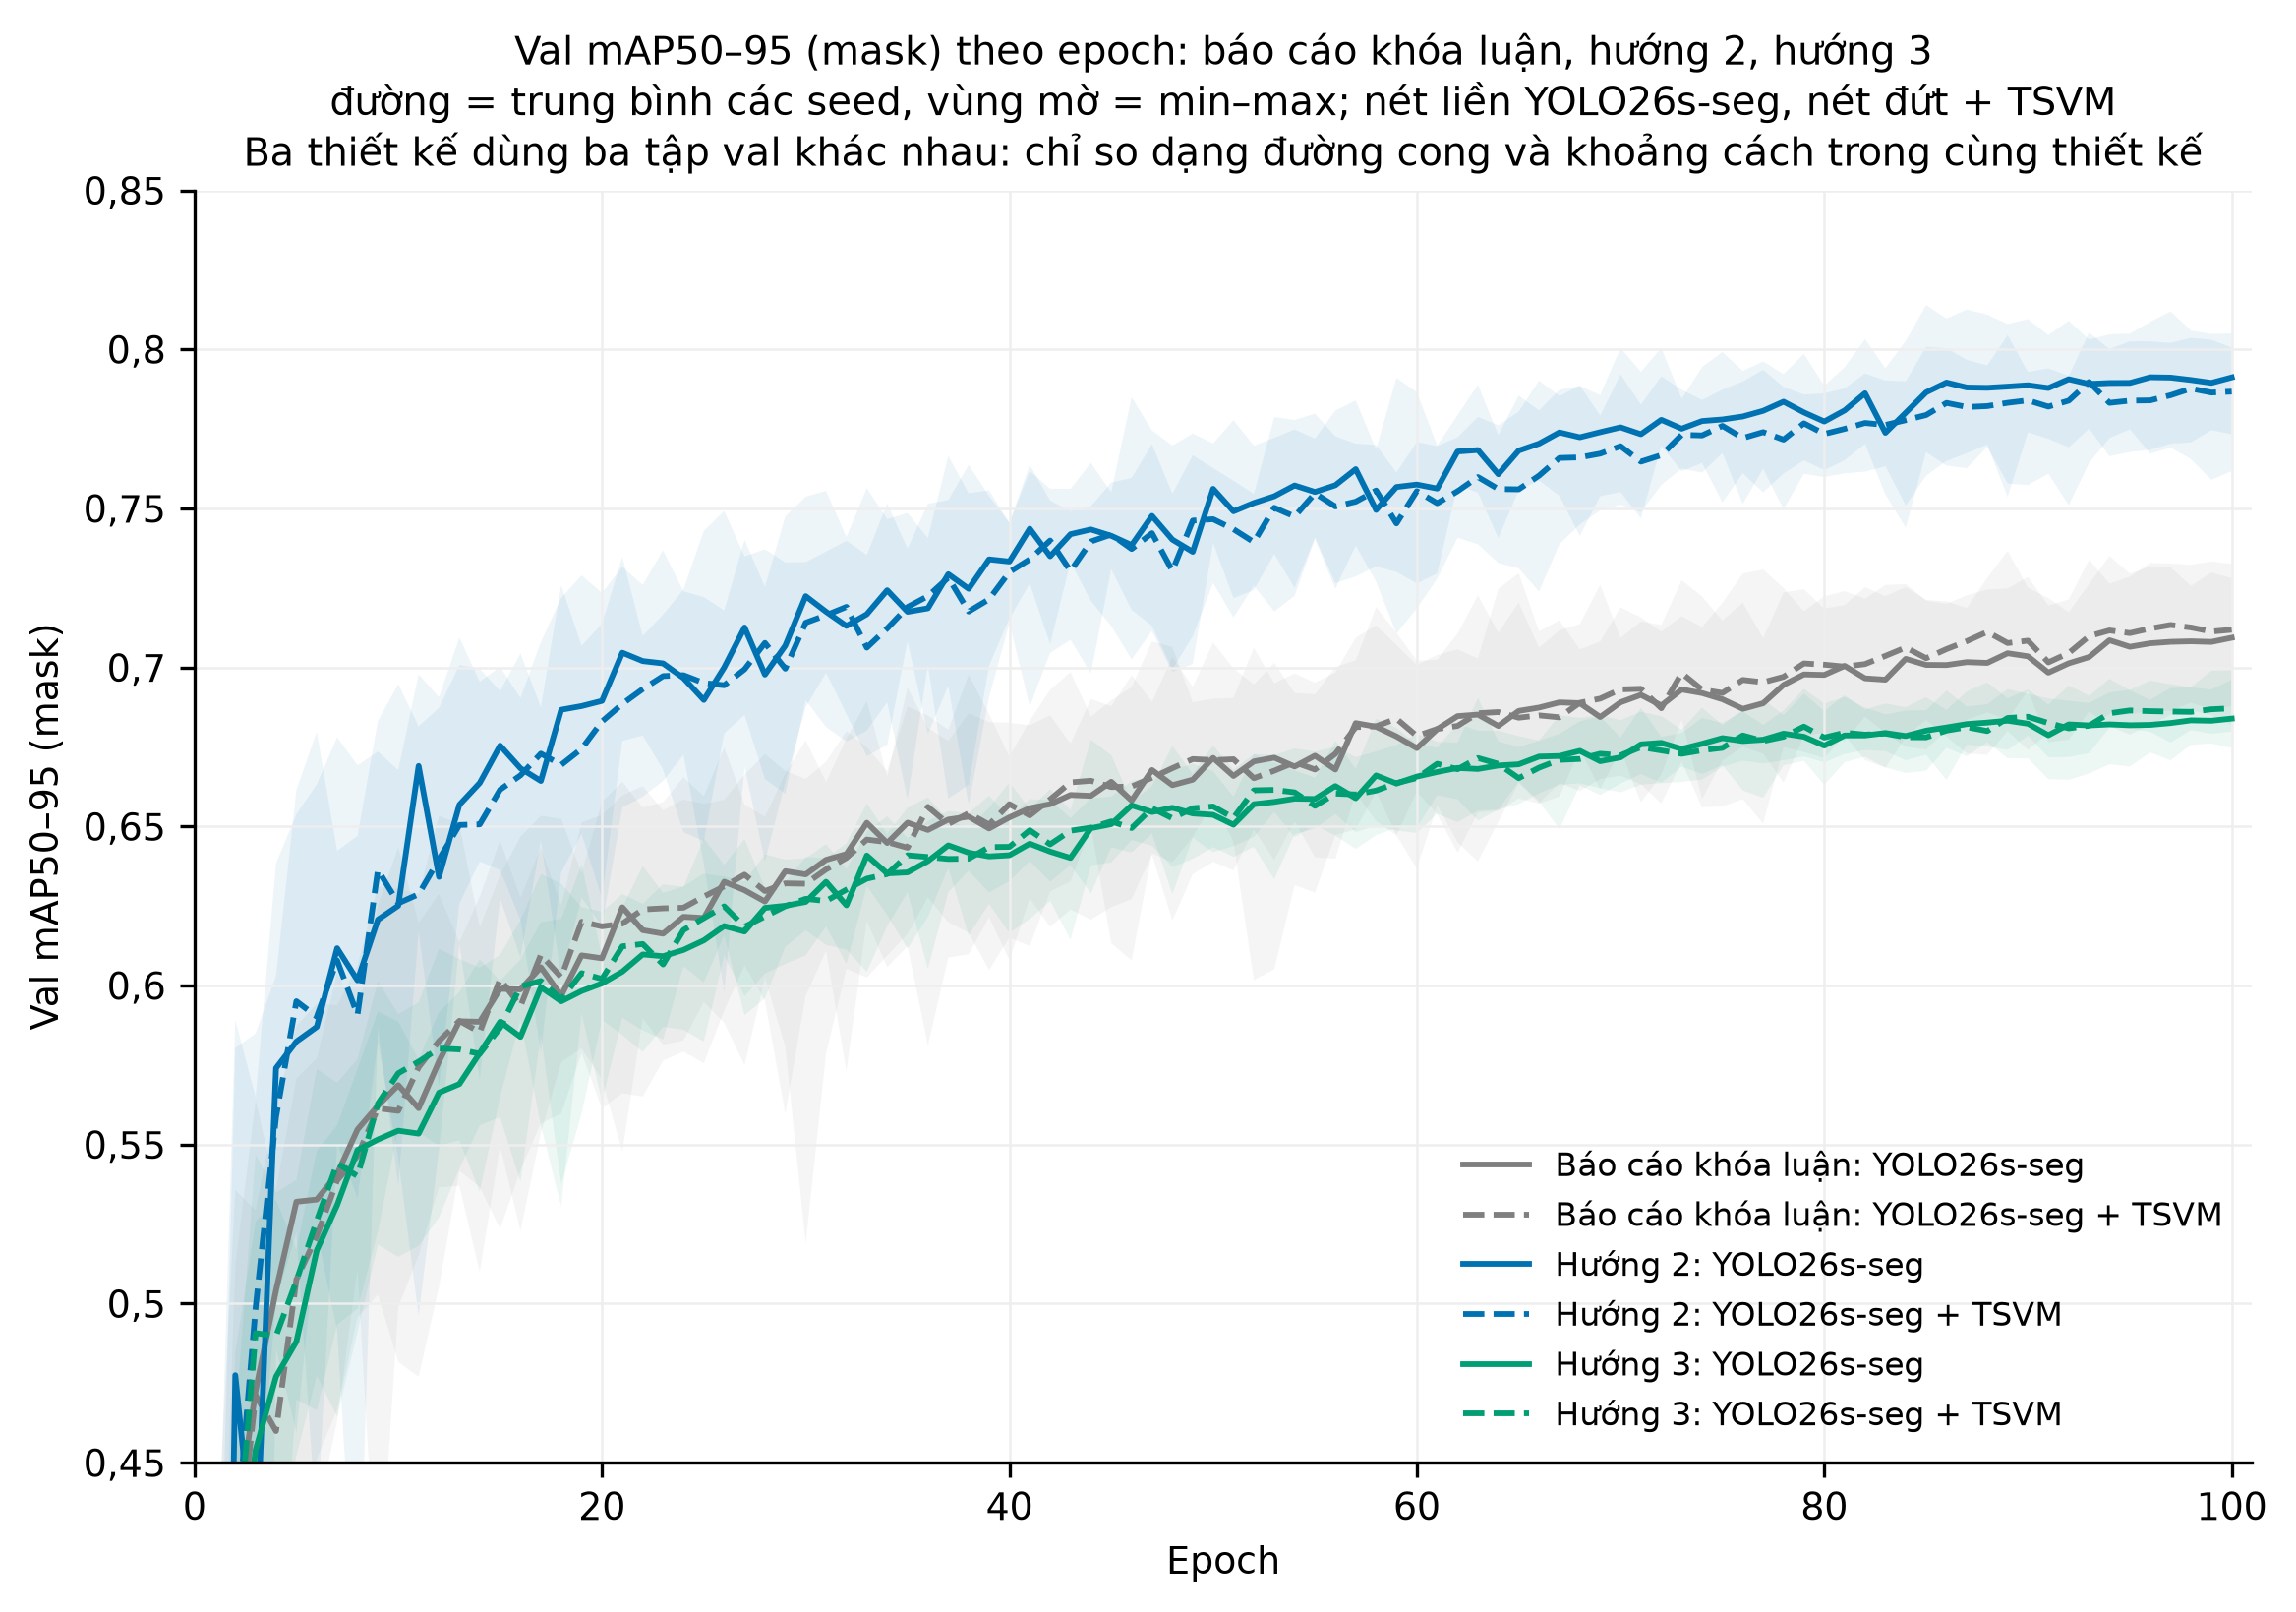 Val mAP50–95 (mask) theo epoch: báo cáo khóa luận, hướng 2, hướng 3
đường = trung bình các seed, vùng mờ = min–max; nét liền YOLO26s-seg, nét đứt + TSVM
Ba thiết kế dùng ba tập val khác nhau: chỉ so dạng đường cong và khoảng cách trong cùng thiết kế
0,85
0,8
0,75
0,7
0,65
0,6
0,55
0,5
0,45
Val mAP50–95 (mask)
Báo cáo khóa luận: YOLO26s-seg
Báo cáo khóa luận: YOLO26s-seg + TSVM
Hướng 2: YOLO26s-seg
Hướng 2: YOLO26s-seg + TSVM
Hướng 3: YOLO26s-seg
Hướng 3: YOLO26s-seg + TSVM
0 20 40 60 80 100
Epoch